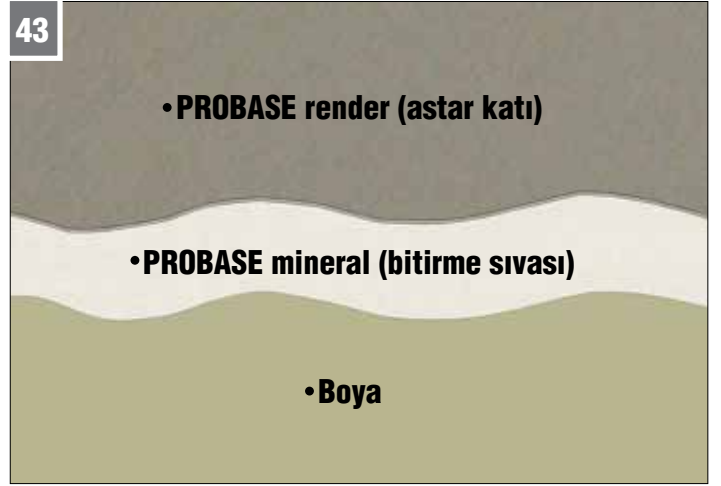 43
•PROBASE render (astar katı)
•PROBASE mineral (bitirme sıvası)
•Boya